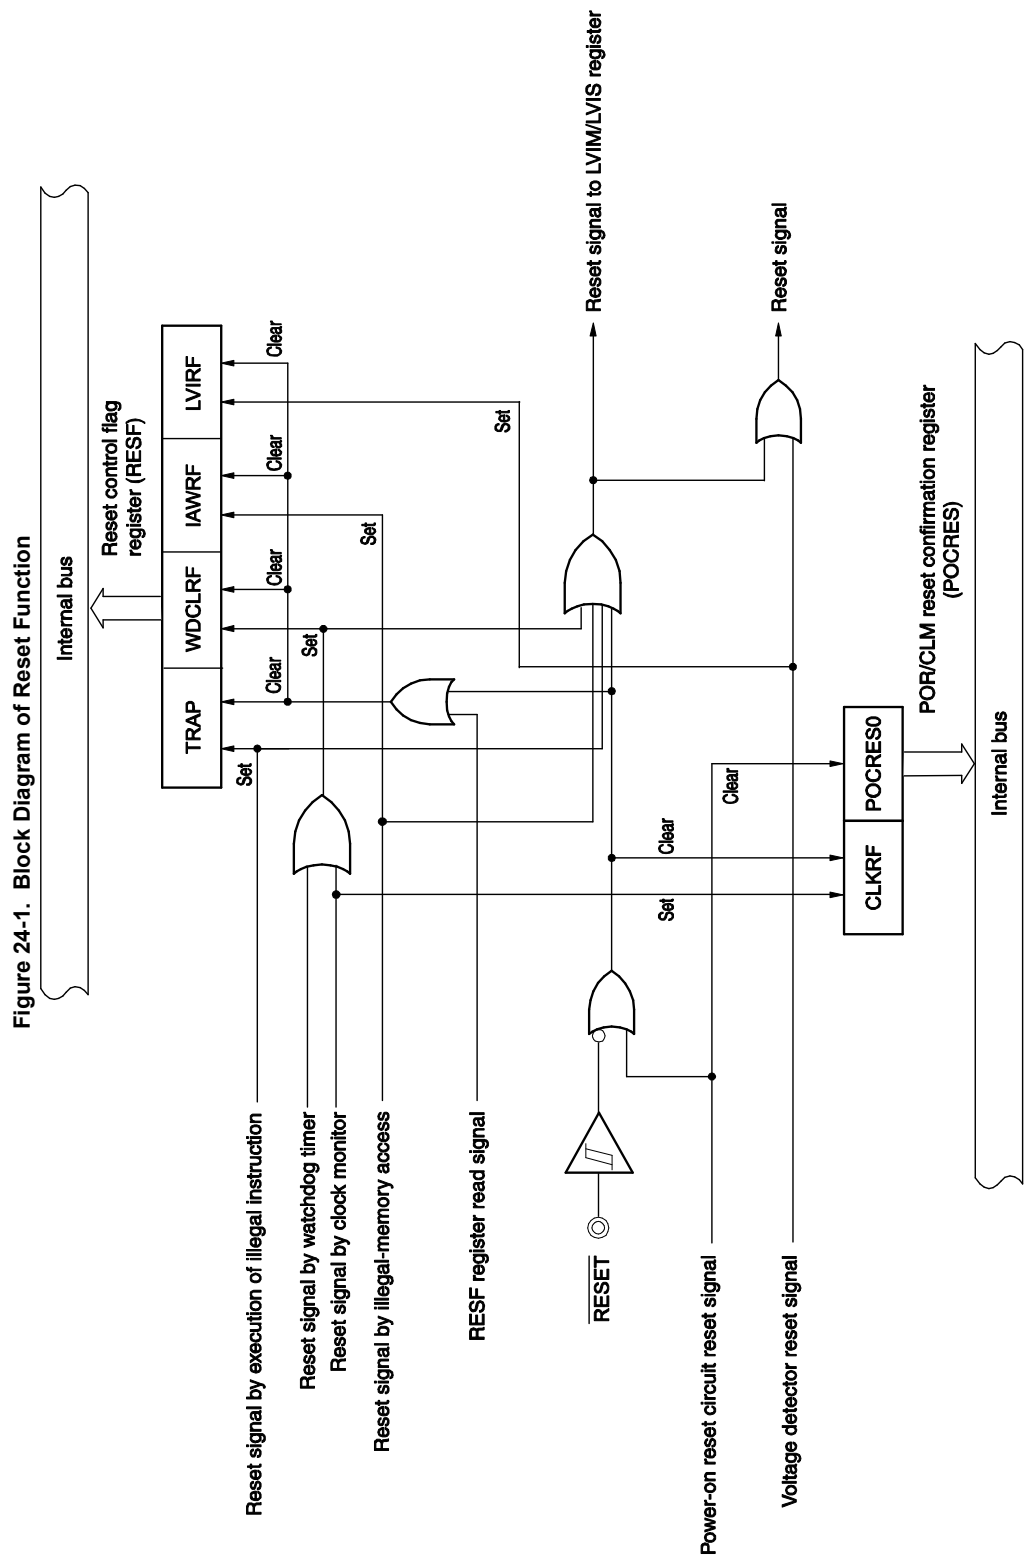 Figure 24-1. Block Diagram of Reset Function
Internal bus
Reset control flag
register (RESF)
TRAP
WDCLRF
IAWRF
LVIRF
Set
Clear
Set
Clear
Set
Clear
Set
Clear
Reset signal by execution of illegal instruction
Reset signal by watchdog timer
Reset signal by clock monitor
Reset signal by illegal-memory access
RESF register read signal
RESET
Reset signal to LVIM/LVIS register
Set
Clear
Clear
Power-on reset circuit reset signal
Voltage detector reset signal
Reset signal
CLKRF
POCRES0
POR/CLM reset confirmation register
(POCRES)
Internal bus